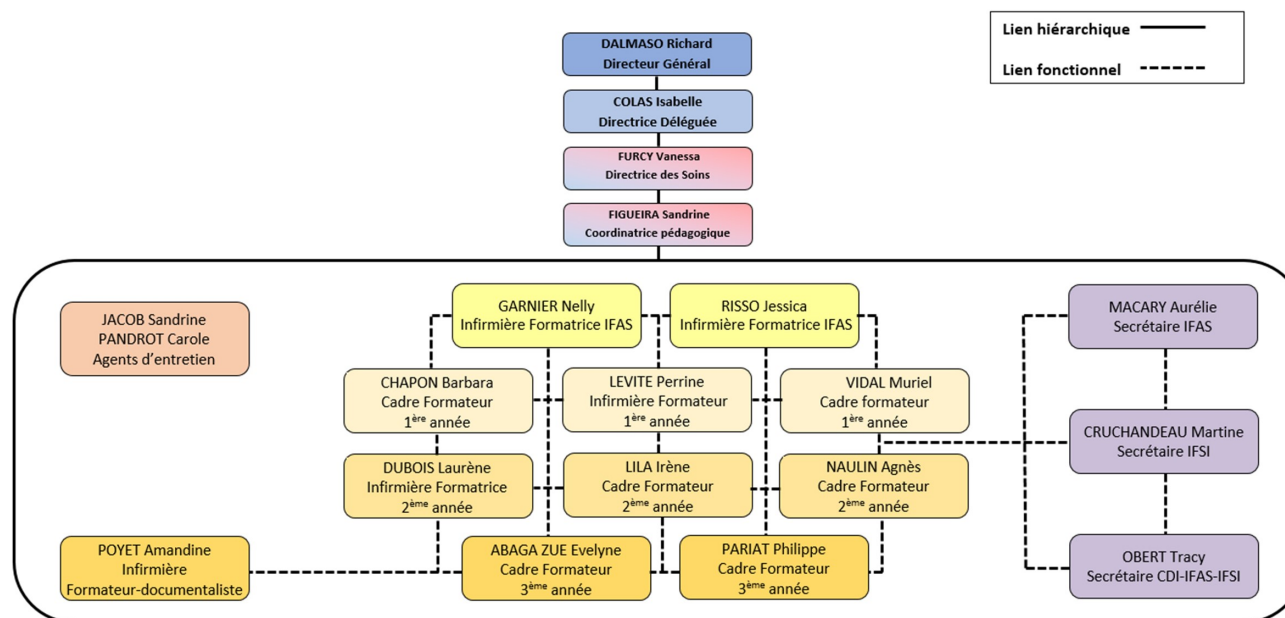 Lien hiérarchique
Lien fonctionnel
DALMASO Richard
Directeur Général
COLAS Isabelle
Directrice Déléguée
FURCY Vanessa
Directrice des Soins
FIGUEIRA Sandrine
Coordinatrice pédagogique
JACOB Sandrine
PANDROT Carole
Agents d'entretien
GARNIER Nelly
Infirmière Formatrice IFAS
RISSO Jessica
Infirmière Formatrice IFAS
MACARY Aurélie
Secrétaire IFAS
CHAPON Barbara
Cadre Formateur
1ère année
LEVITE Perrine
Infirmière Formateur
1ère année
VIDAL Muriel
Cadre formateur
1ère année
CRUCHANDEAU Martine
Secrétaire IFSI
DUBOIS Laurène
Infirmière Formatrice
2ème année
LILA Irène
Cadre Formateur
2ème année
NAULIN Agnès
Cadre Formateur
2ème année
POYET Amandine
Infirmière
Formateur-documentaliste
ABAGA ZUE Evelyne
Cadre Formateur
3ème année
PARIAT Philippe
Cadre Formateur
3ème année
OBERT Tracy
Secrétaire CDI-IFAS-IFSI